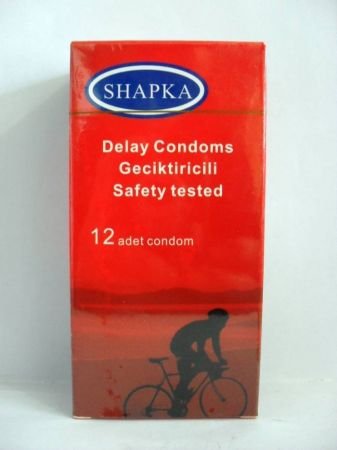 SHAPKA
Delay Condoms
Geciktiricili
Safety tested
12 adet condom